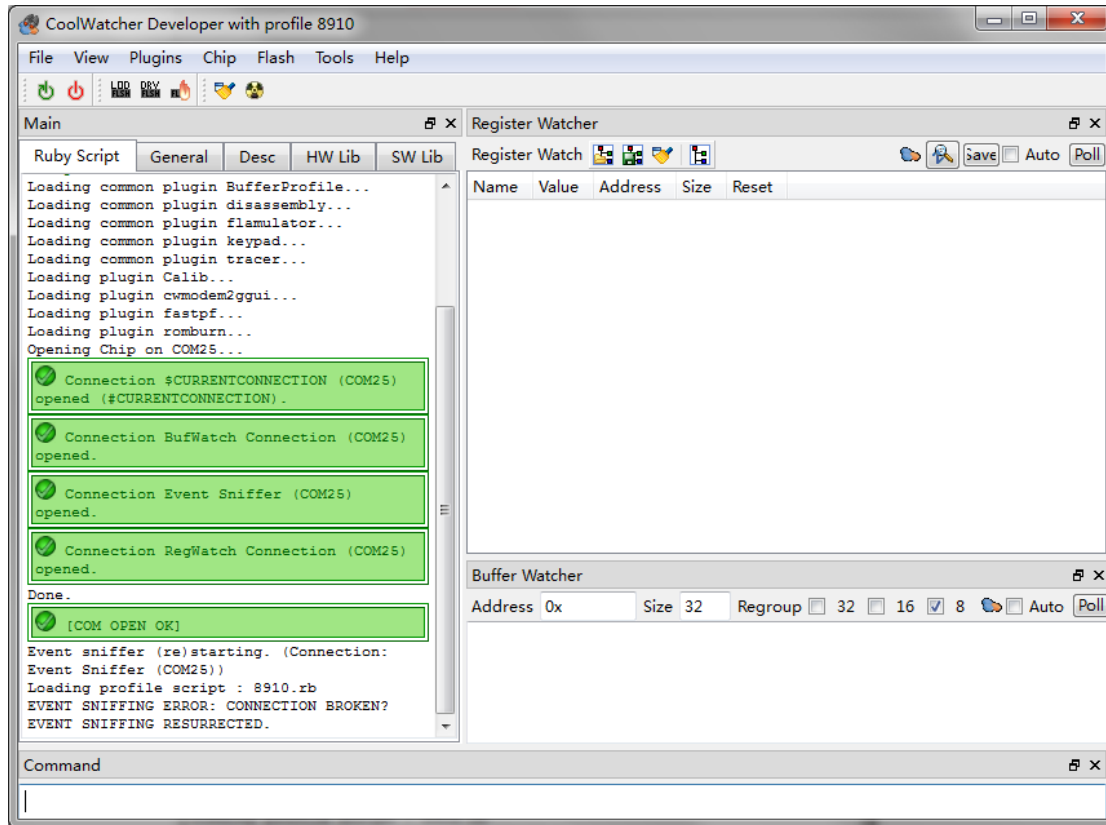 CoolWatcher Developer with profile 8910
File View Plugins Chip Flash Tools Help
LOD FLSH DRV FLSH FL
Main
Ruby Script General Desc HW Lib SW Lib
Loading common plugin BufferProfile...
Loading common plugin disassembly...
Loading common plugin flamulator...
Loading common plugin keypad...
Loading common plugin tracer...
Loading plugin Calib...
Loading plugin cwmodem2ggui...
Loading plugin fastpf...
Loading plugin romburn...
Opening Chip on COM25...
Connection $CURRENTCONNECTION (COM25)
opened (#CURRENTCONNECTION).
Connection BufWatch Connection (COM25)
opened.
Connection Event Sniffer (COM25)
opened.
Connection RegWatch Connection (COM25)
opened.
Done.
[COM OPEN OK]
Event sniffer (re)starting. (Connection:
Event Sniffer (COM25))
Loading profile script : 8910.rb
EVENT SNIFFING ERROR: CONNECTION BROKEN?
EVENT SNIFFING RESURRECTED.
Register Watcher
Register Watch Save Auto Poll
Name Value Address Size Reset
Buffer Watcher
Address 0x Size 32 Regroup 32 16 8 Auto Poll
Command